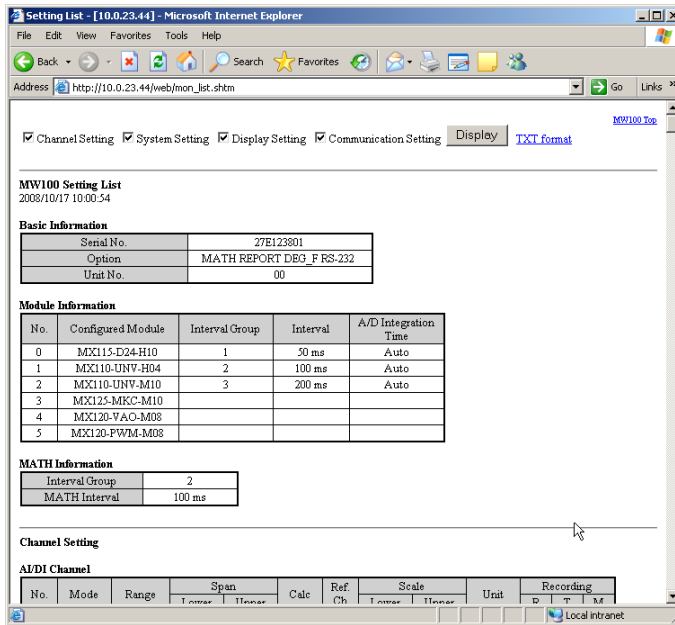 Setting List - [10.0.23.44] - Microsoft Internet Explorer
File Edit View Favorites Tools Help
Back Search Favorites
Address http://10.0.23.44/web/mon_list.shtm Go Links »
MW100 Top
Channel Setting System Setting Display Setting Communication Setting Display TXT format
MW100 Setting List
2008/10/17 10:00:54
Basic Information
Serial No. 27E123801
Option MATH REPORT DEG_F RS-232
Unit No. 00
Module Information
No. Configured Module Interval Group Interval A/D Integration Time
0 MX115-D24-H10 1 50 ms Auto
1 MX110-UNV-H04 2 100 ms Auto
2 MX110-UNV-M10 3 200 ms Auto
3 MX125-MKC-M10
4 MX120-VAO-M08
5 MX120-PWM-M08
MATH Information
Interval Group 2
MATH Interval 100 ms
Channel Setting
AI/DI Channel
No. Mode Range Span Calc Ref. Ch Scale Unit Recording
Lower Upper Lower Upper R T M
Local intranet